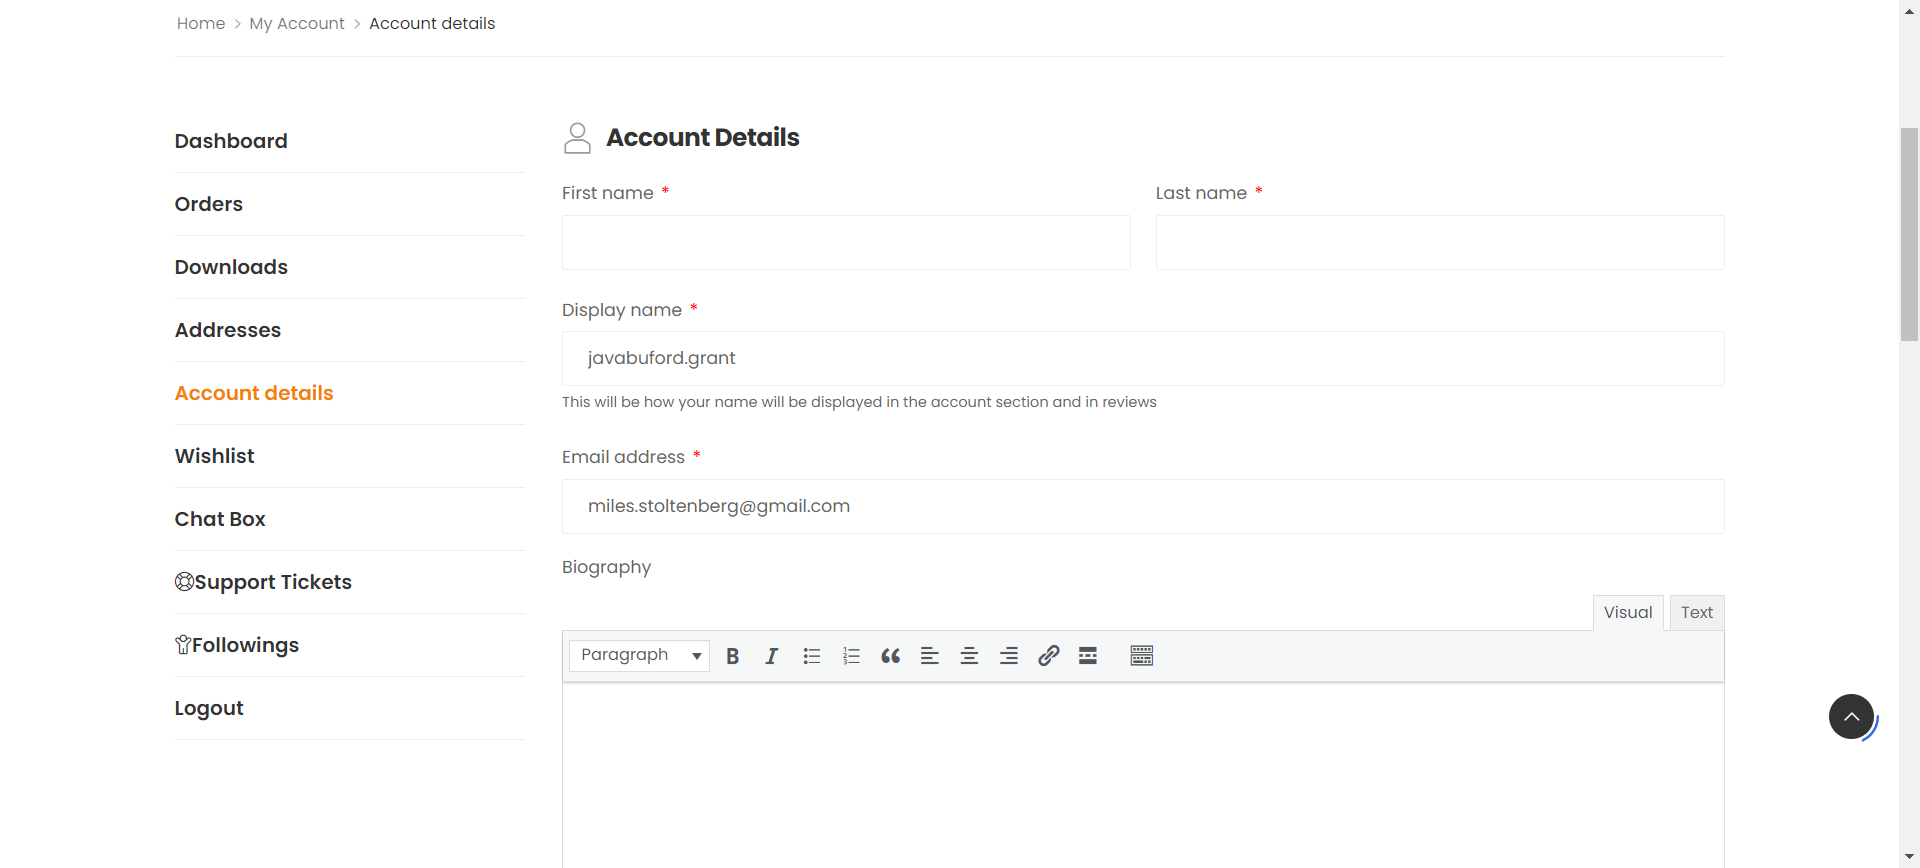 Home > My Account > Account details
Dashboard
Orders
Downloads
Addresses
Account details
Wishlist
Chat Box
Support Tickets
Followings
Logout
Account Details
First name *
Last name *
Display name *
javabuford.grant
This will be how your name will be displayed in the account section and in reviews
Email address *
miles.stoltenberg@gmail.com
Biography
Visual Text
Paragraph